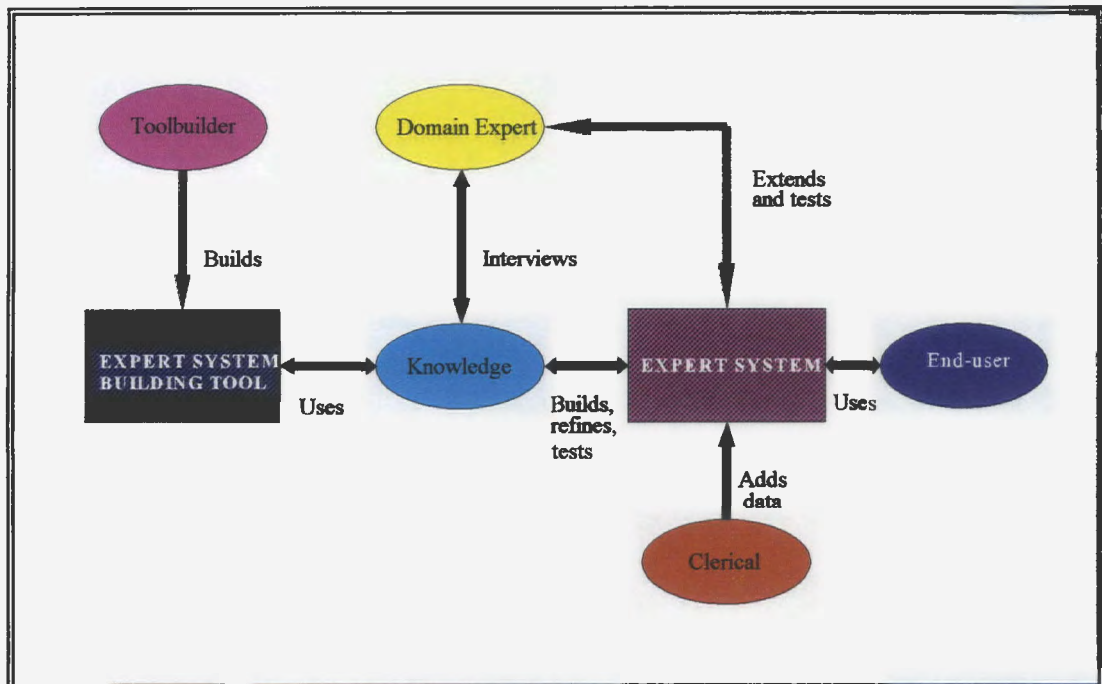 Toolbuilder
Domain Expert
Extends
and tests
Builds
Interviews
EXPERT SYSTEM
BUILDING TOOL
Knowledge
EXPERT SYSTEM
End-user
Uses
Builds,
refines,
tests
Uses
Adds
data
Clerical